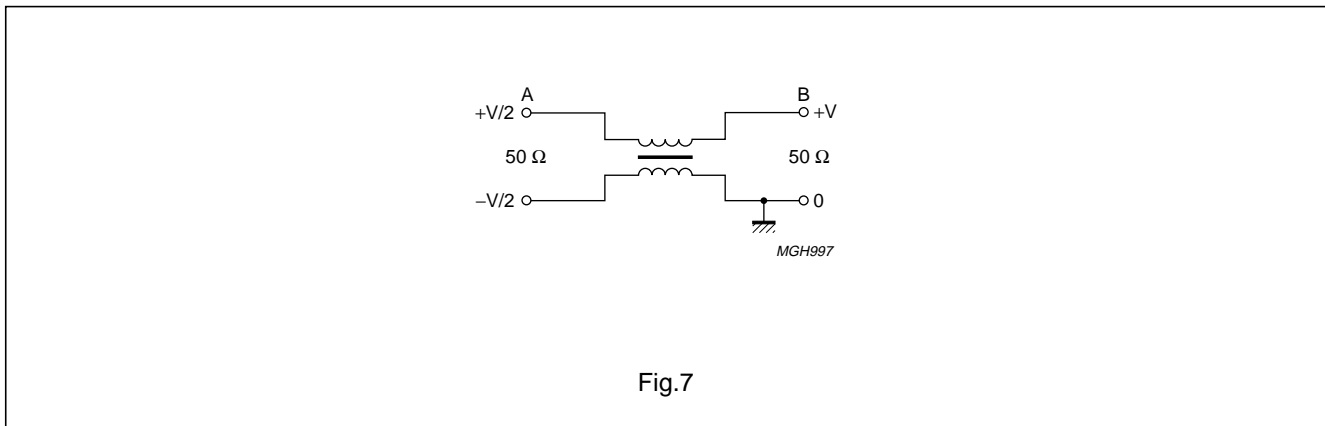 A B
+V/2 +V
50 Ω 50 Ω
−V/2 0
MGH997
Fig.7